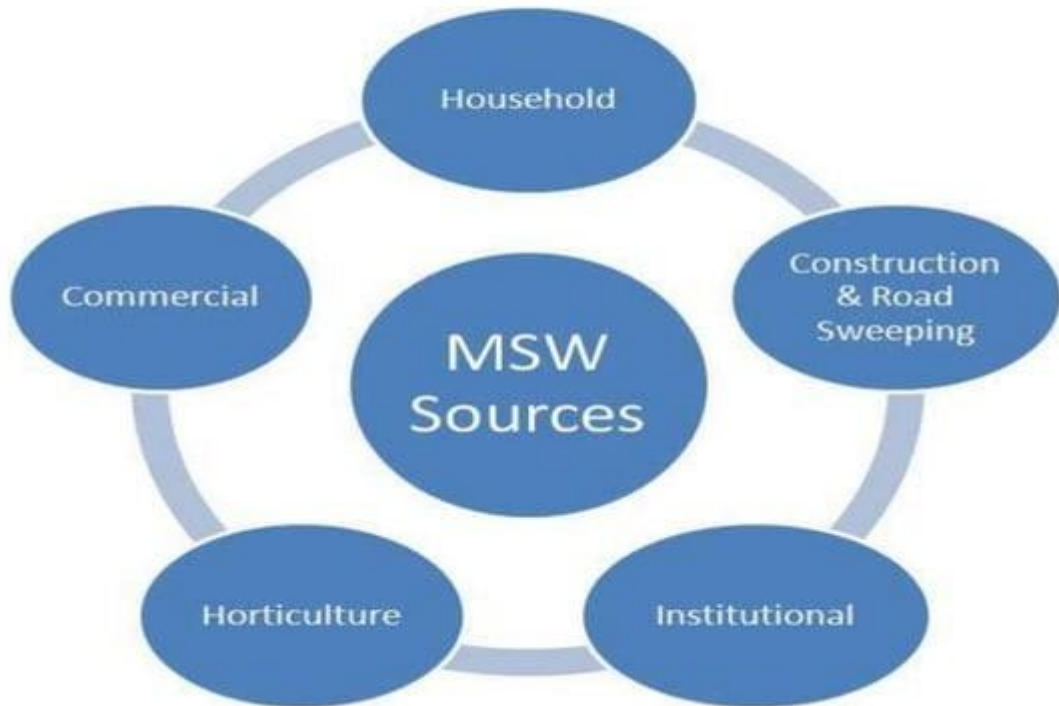 Household
Commercial
Construction
& Road
Sweeping
MSW
Sources
Horticulture
Institutional